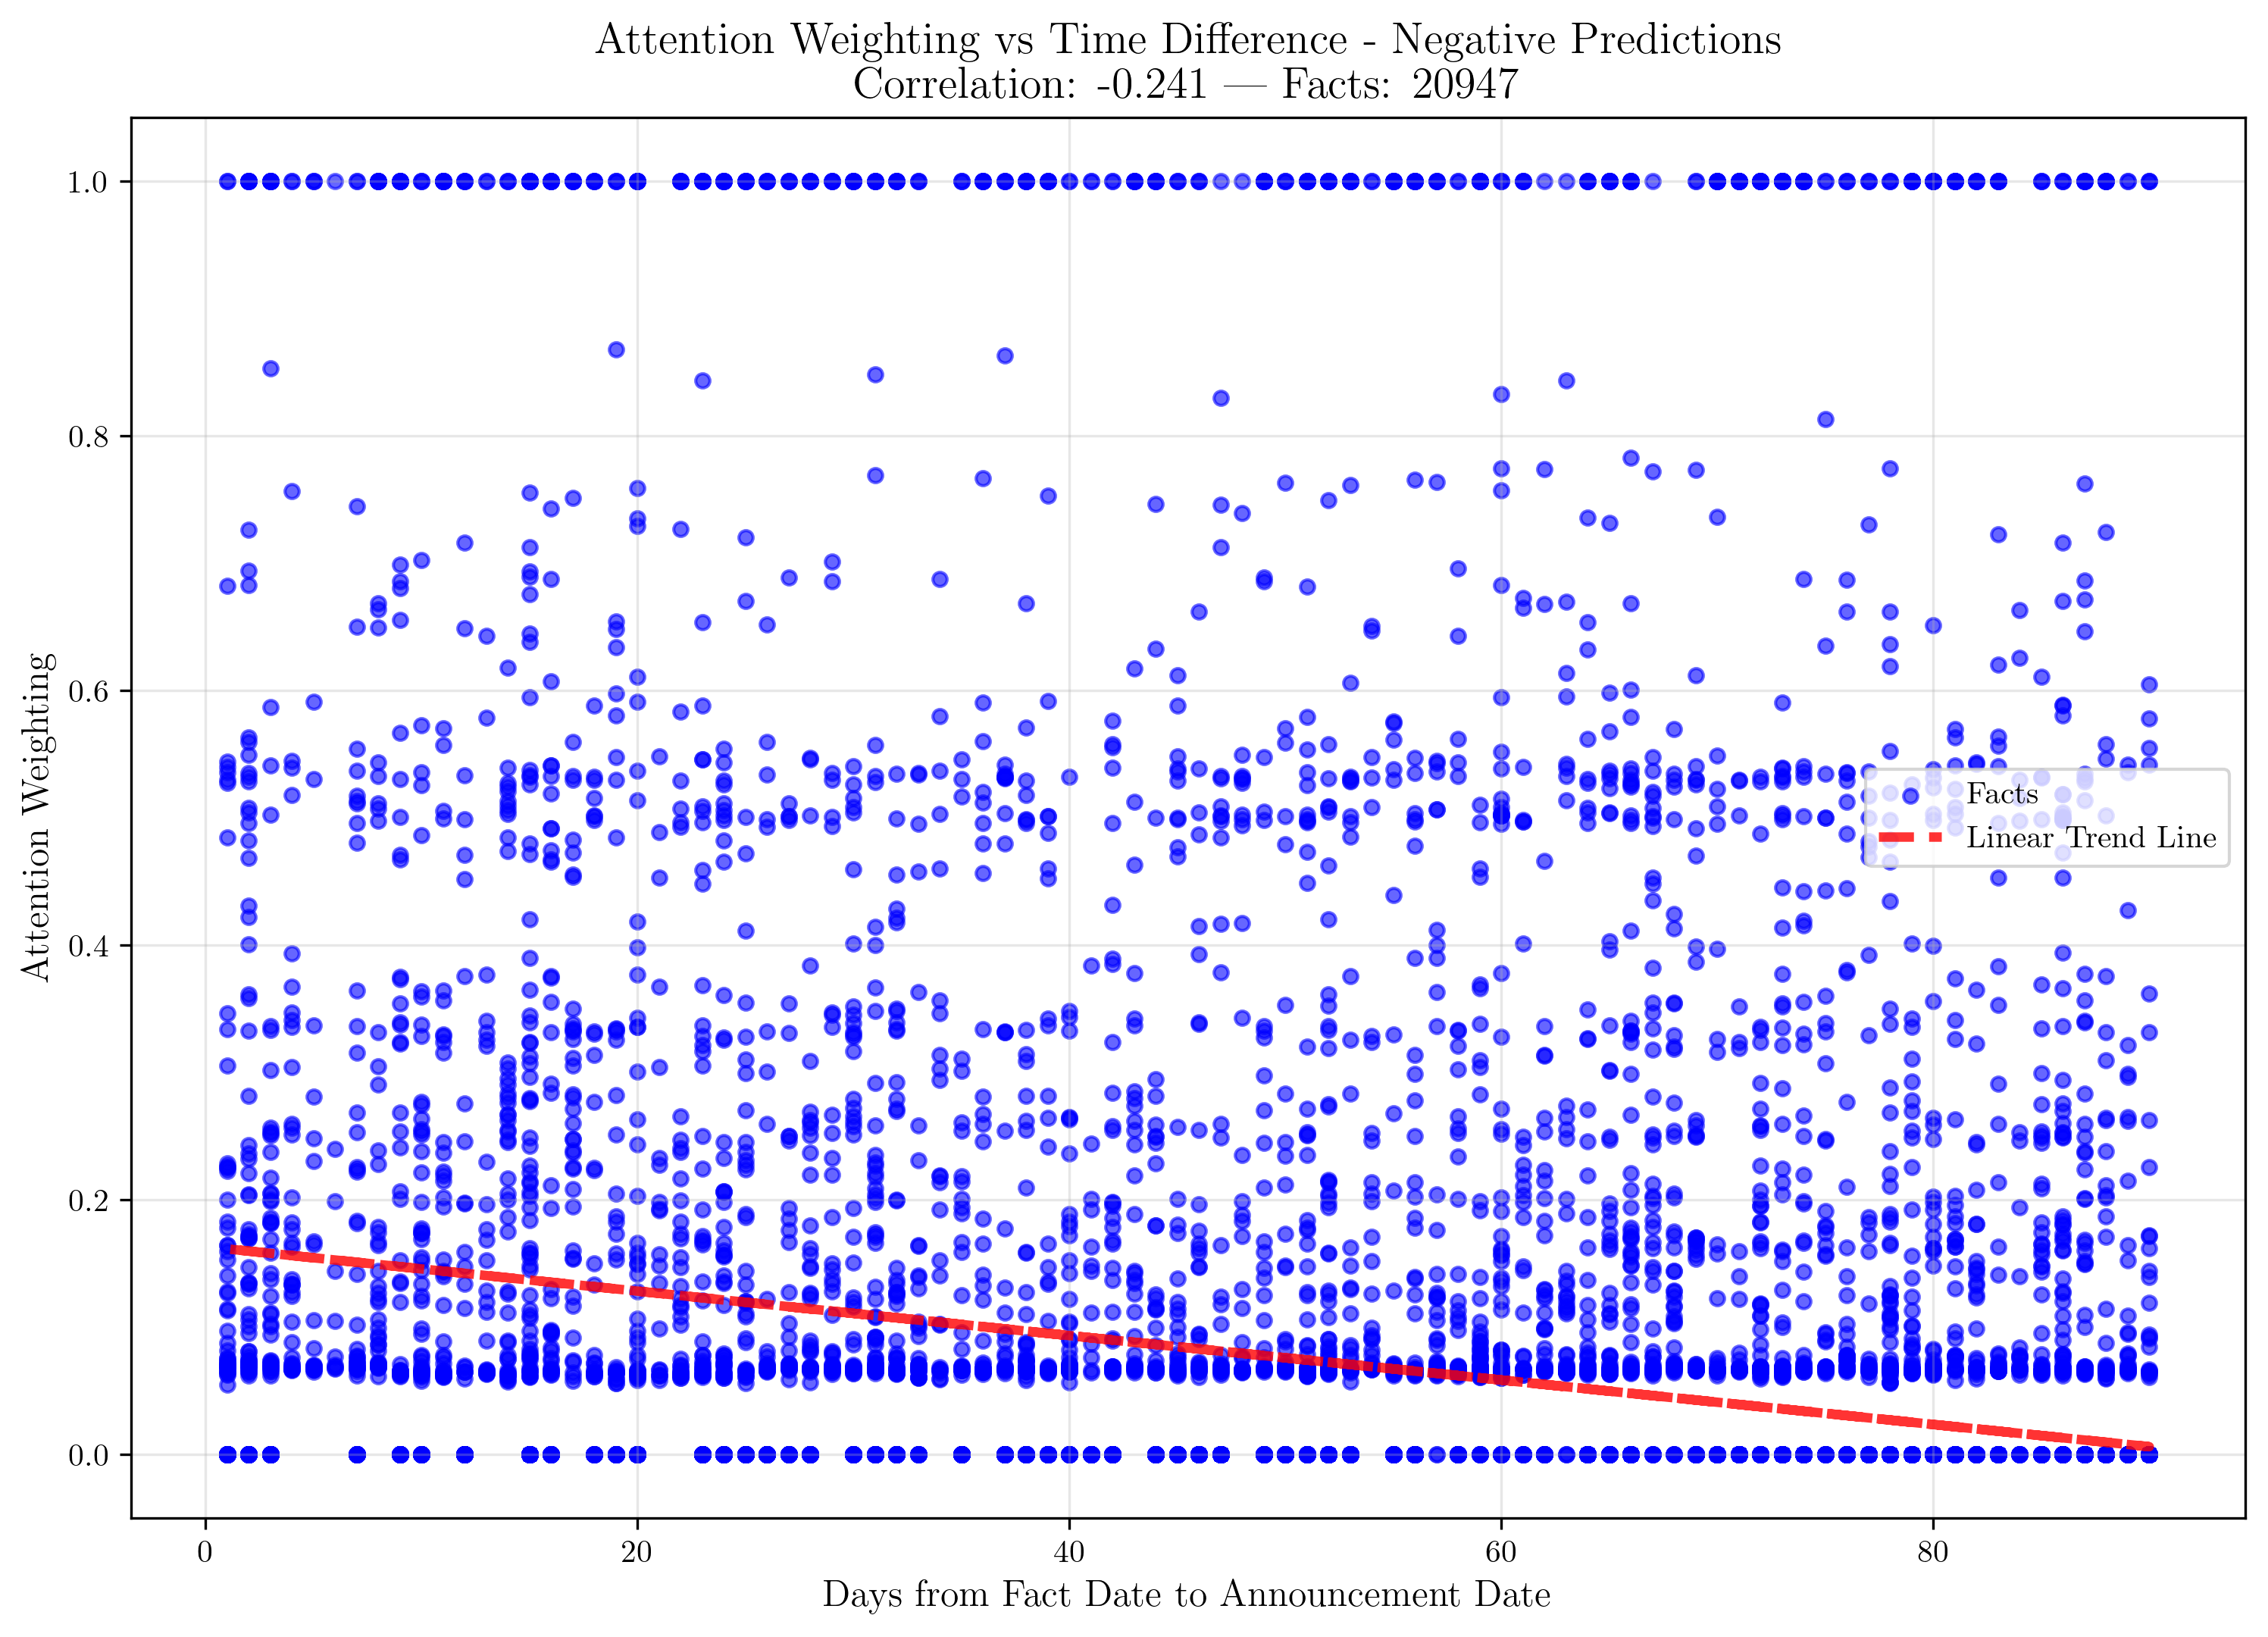 Attention Weighting vs Time Difference - Negative Predictions
Correlation: -0.241 — Facts: 20947
Attention Weighting
1.0
0.8
0.6
0.4
0.2
0.0
Facts
Linear Trend Line
0
20
40
60
80
Days from Fact Date to Announcement Date